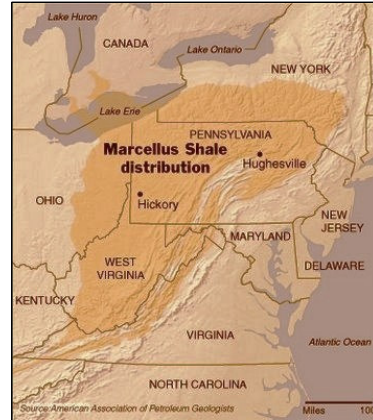 Lake Huron
CANADA
Lake Ontario
NEW YORK
Lake Erie
PENNSYLVANIA
Marcellus Shale
distribution
Hughesville
OHIO
Hickory
NEW
JERSEY
MARYLAND
WEST
VIRGINIA
DELAWARE
KENTUCKY
VIRGINIA
Atlantic Ocean
NORTH CAROLINA
Source:American Association of Petroleum Geologists
Miles